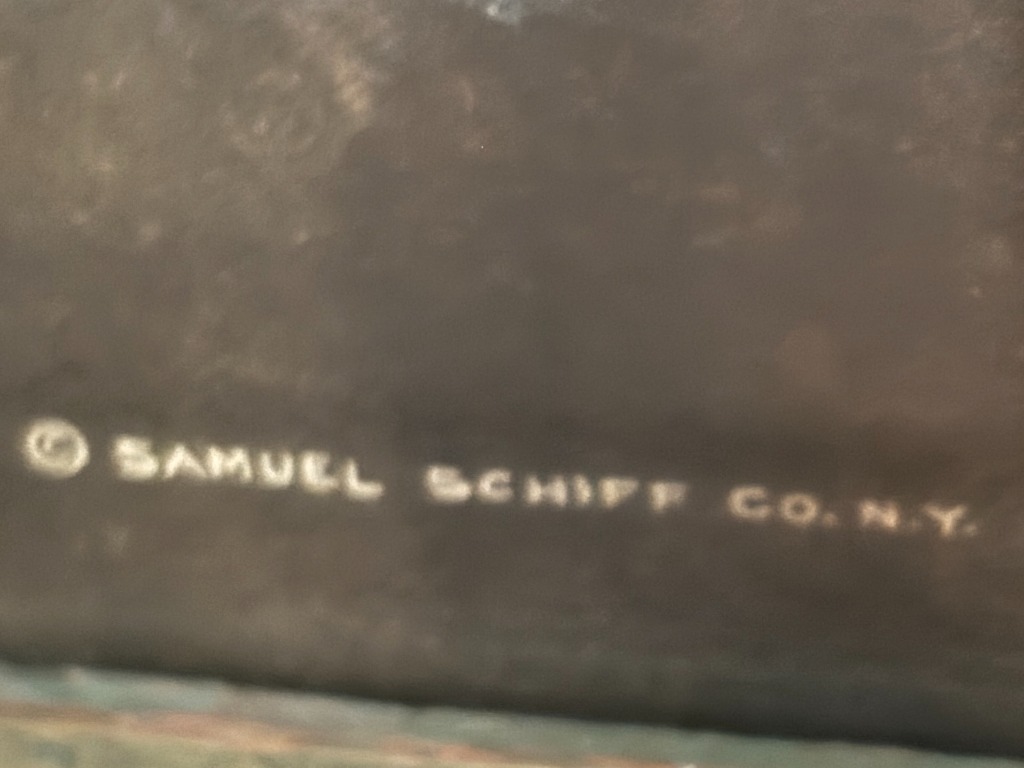 © SAMUEL SCHIFF CO. N.Y.